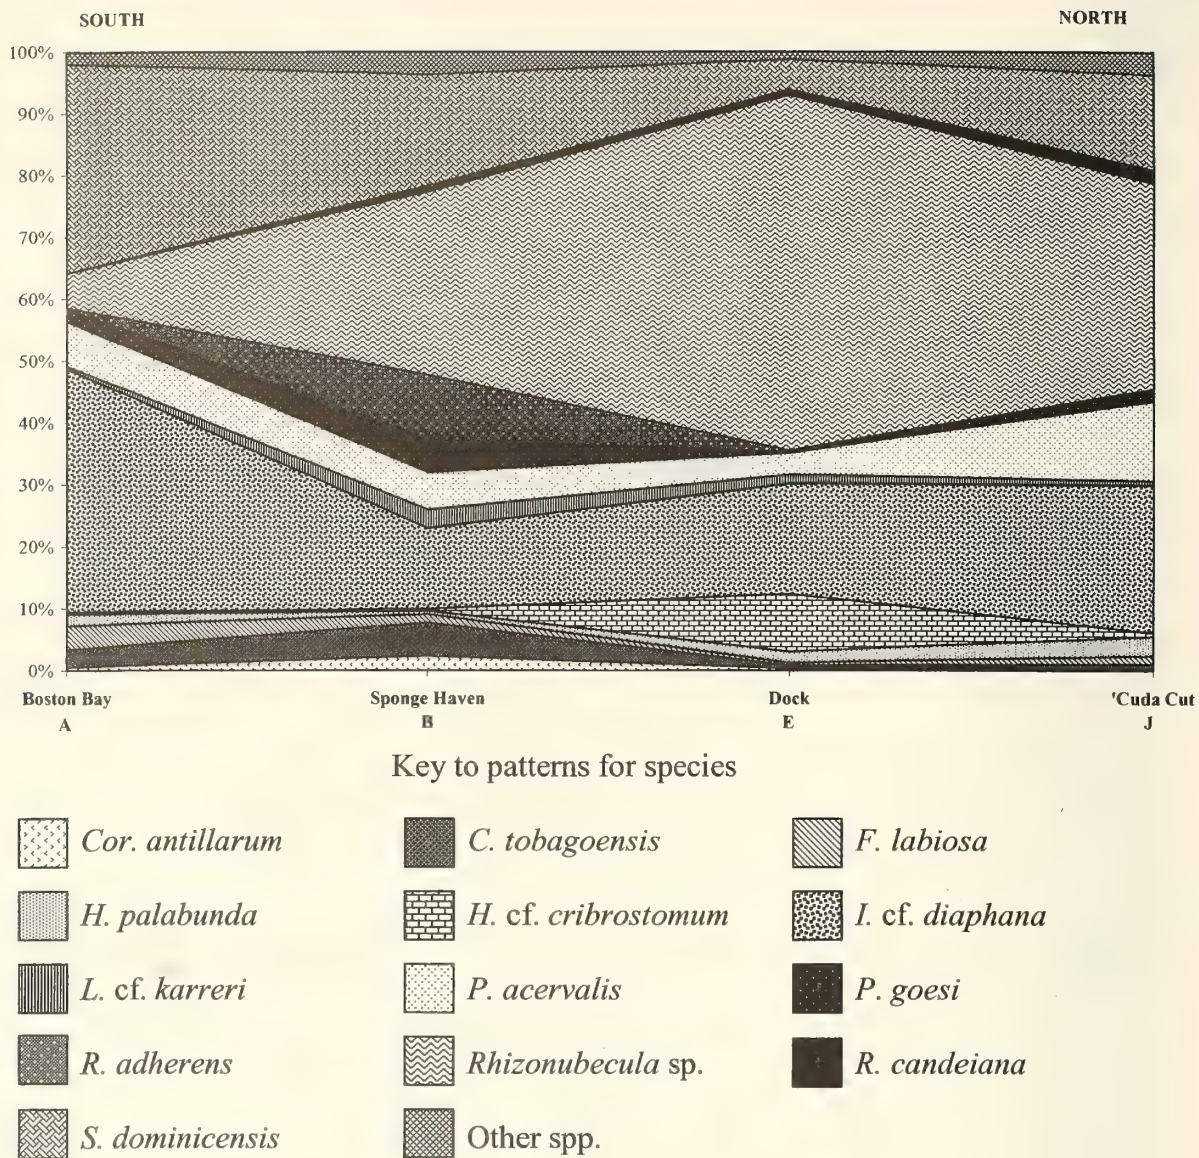 SOUTH NORTH
100%
90%
80%
70%
60%
50%
40%
30%
20%
10%
0%
Boston Bay Sponge Haven Dock 'Cuda Cut
A B E J
Key to patterns for species
Cor. antillarum C. tobagoensis F. labiosa
H. palabunda H. cf. cribrostomum I. cf. diaphana
L. cf. karreri P. acervalis P. goesi
R. adherens Rhizonubecula sp. R. candeiana
S. dominicensis Other spp.